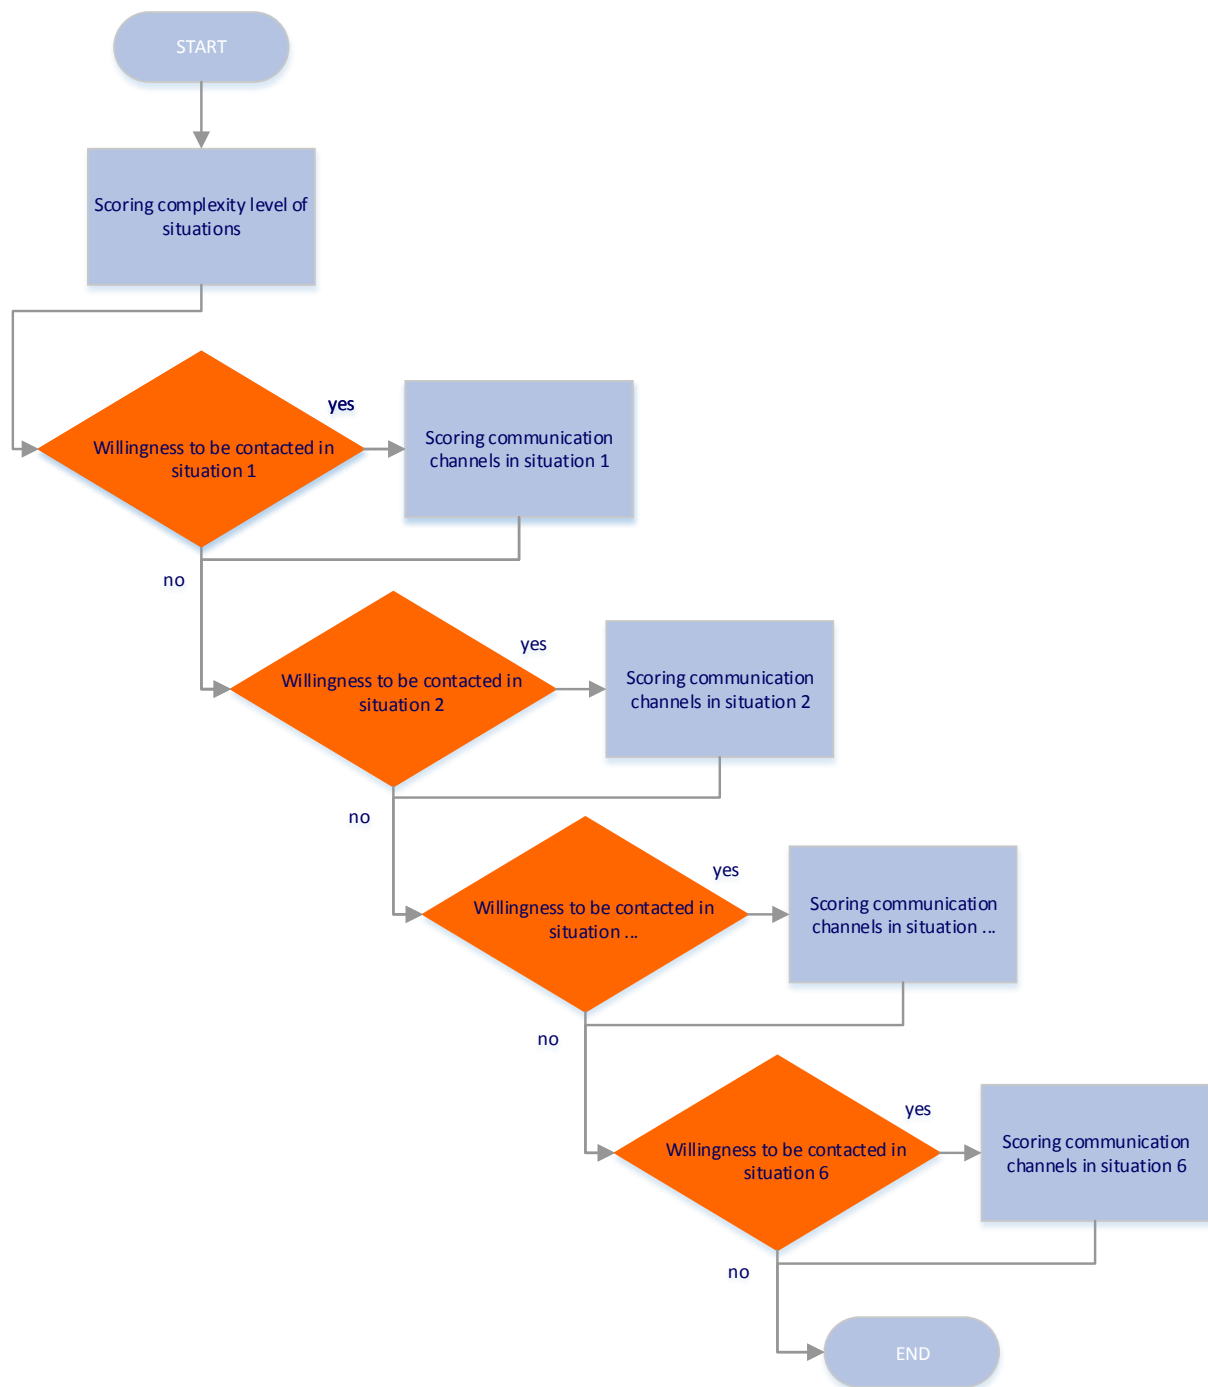 START
Scoring complexity level of
situations
yes
Willingness to be contacted in
situation 1
Scoring communication
channels in situation 1
no
yes
Willingness to be contacted in
situation 2
Scoring communication
channels in situation 2
no
yes
Willingness to be contacted in
situation ...
Scoring communication
channels in situation ...
no
yes
Willingness to be contacted in
situation 6
Scoring communication
channels in situation 6
no
END